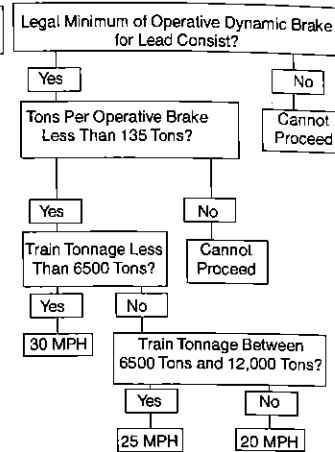 Legal Minimum of Operative Dynamic Brake
for Lead Consist?
Yes
No
Tons Per Operative Brake
Less Than 135 Tons?
Cannot
Proceed
Yes
No
Train Tonnage Less
Than 6500 Tons?
Cannot
Proceed
Yes
No
30 MPH
Train Tonnage Between
6500 Tons and 12,000 Tons?
Yes
No
25 MPH
20 MPH